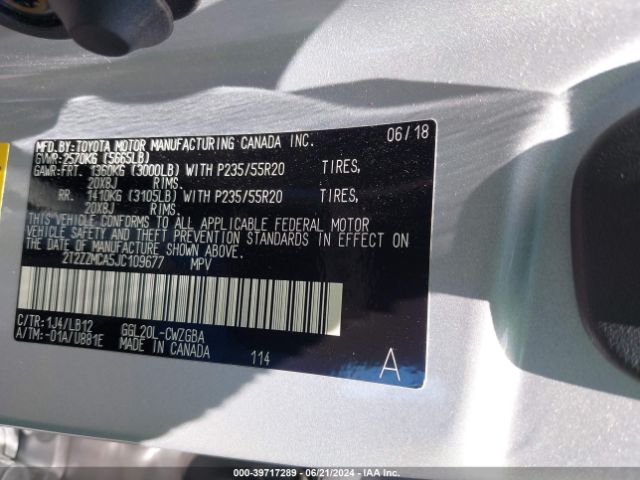 MFD.BY:TOYOTA MOTOR MANUFACTURING CANADA INC. 06/18
GVWR:2570KG (5665LB)
GAWR:FRT. 1360KG (3000LB) WITH P235/55R20 TIRES,
20X8J RIMS.
RR. 1410KG (3105LB) WITH P235/55R20 TIRES,
20X8J RIMS.
THIS VEHICLE CONFORMS TO ALL APPLICABLE FEDERAL MOTOR
VEHICLE SAFETY AND THEFT PREVENTION STANDARDS IN EFFECT ON
THE DATE OF MANUFACTURE SHOWN ABOVE.
2T2ZZMCA5JC109677 MPV
C/TR:1J4/LB12 GGL20L-CWZGBA
A/TM:-01A/U881E MADE IN CANADA 114
A
000-39717289 - 06/21/2024 - IAA Inc.